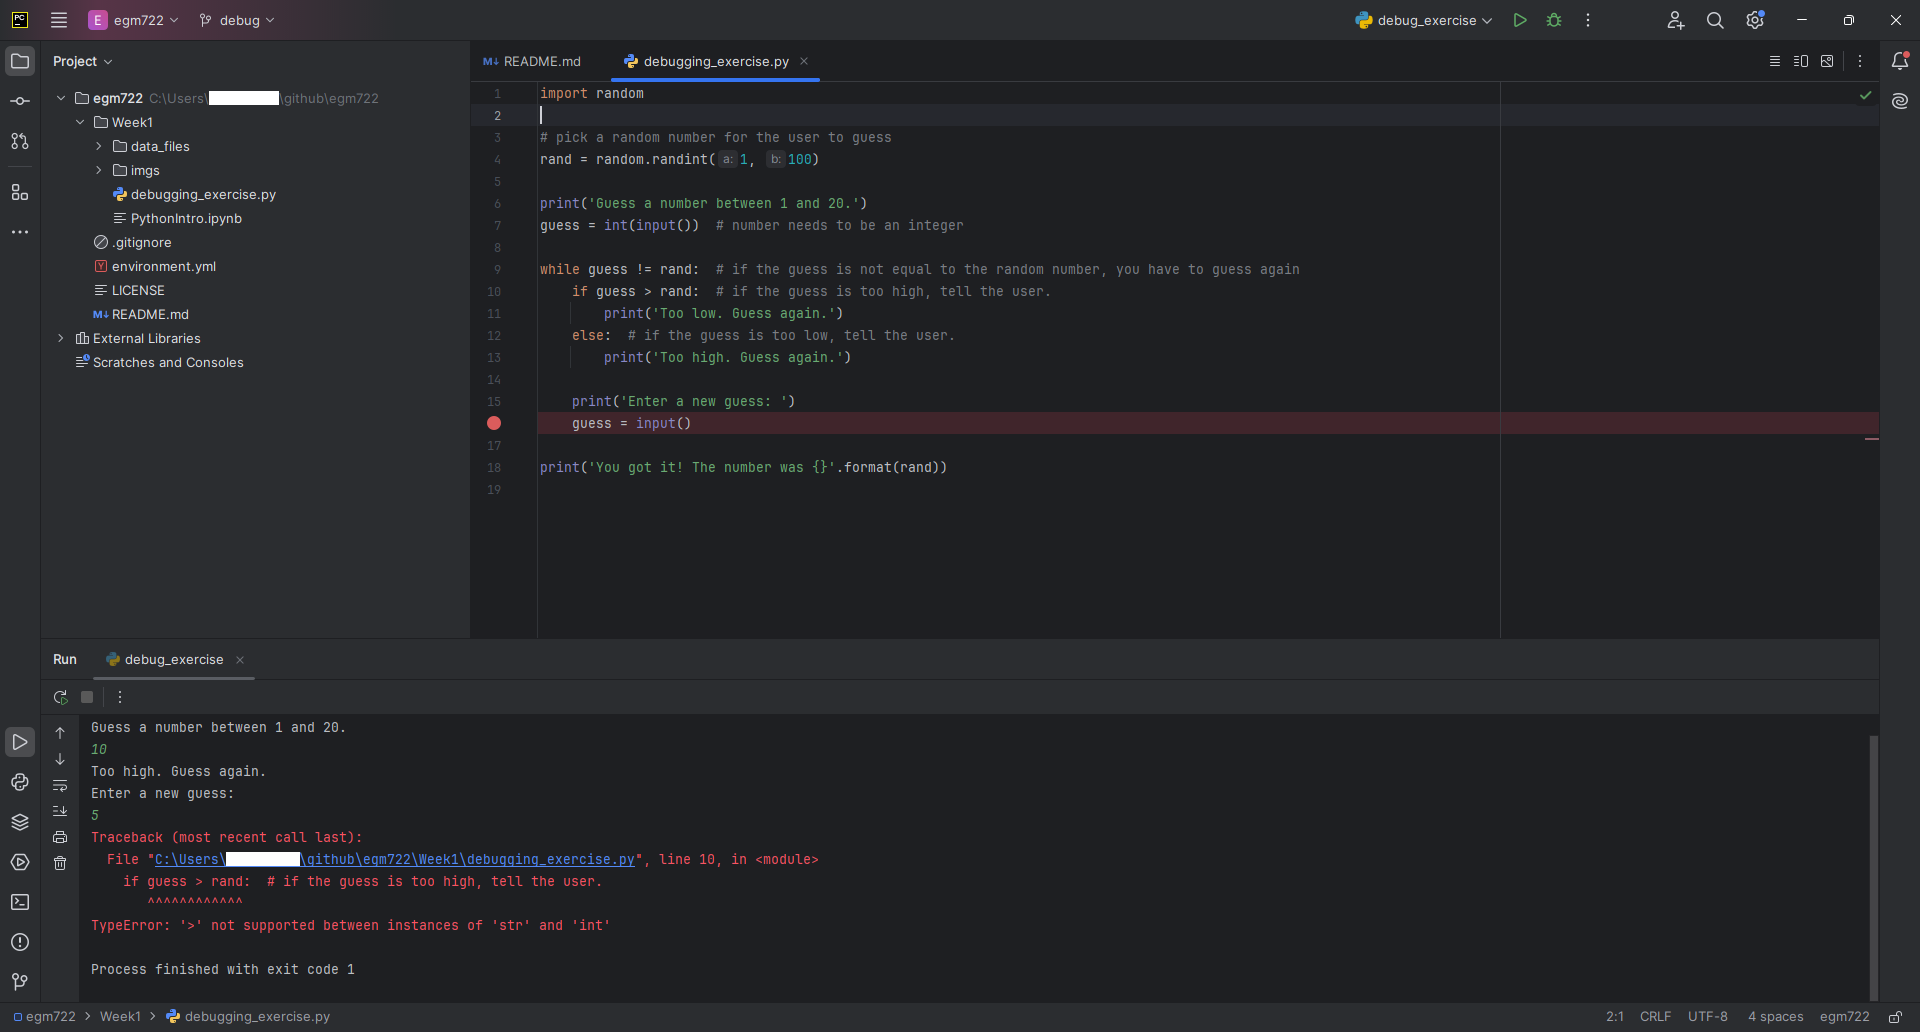 PC
E egm722 debug debug_exercise
Project
README.md debugging_exercise.py
egm722 C:\Users\ \github\egm722
Week1
data_files
imgs
debugging_exercise.py
PythonIntro.ipynb
.gitignore
environment.yml
LICENSE
README.md
External Libraries
Scratches and Consoles
1 import random
2
3 # pick a random number for the user to guess
4 rand = random.randint( a: 1, b: 100)
5
6 print('Guess a number between 1 and 20.')
7 guess = int(input())  # number needs to be an integer
8
9 while guess != rand:  # if the guess is not equal to the random number, you have to guess again
10     if guess > rand:  # if the guess is too high, tell the user.
11         print('Too low. Guess again.')
12     else:  # if the guess is too low, tell the user.
13         print('Too high. Guess again.')
14
15     print('Enter a new guess: ')
    guess = input()
17
18 print('You got it! The number was {}'.format(rand))
19
Run debug_exercise
Guess a number between 1 and 20.
10
Too high. Guess again.
Enter a new guess:
5
Traceback (most recent call last):
  File "C:\Users\ \github\egm722\Week1\debugging_exercise.py", line 10, in <module>
    if guess > rand:  # if the guess is too high, tell the user.
       ^^^^^^^^^^^^
TypeError: '>' not supported between instances of 'str' and 'int'
Process finished with exit code 1
egm722 > Week1 > debugging_exercise.py 2:1 CRLF UTF-8 4 spaces egm722